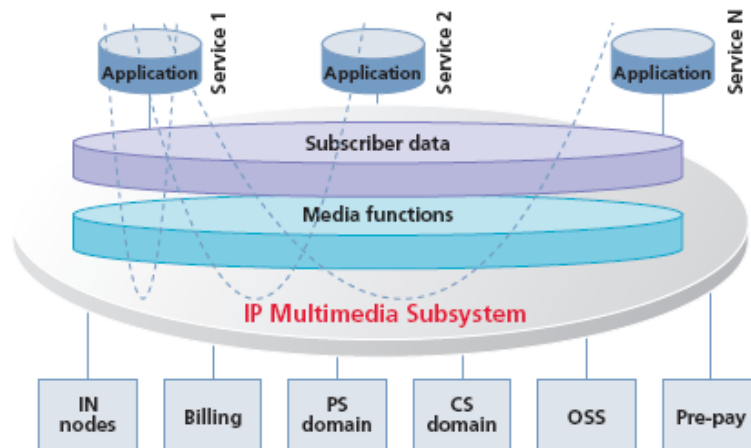 Service 1
Service 2
Service N
Application
Application
Application
Subscriber data
Media functions
IP Multimedia Subsystem
IN
nodes
Billing
PS
domain
CS
domain
OSS
Pre-pay